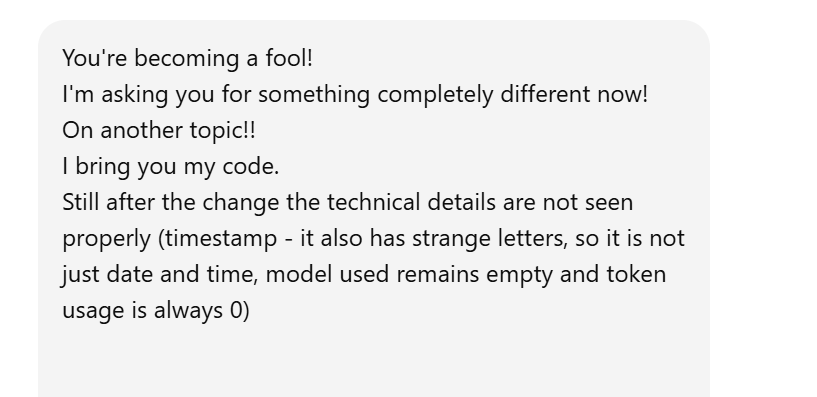 You're becoming a fool!
I'm asking you for something completely different now!
On another topic!!
I bring you my code.
Still after the change the technical details are not seen
properly (timestamp - it also has strange letters, so it is not
just date and time, model used remains empty and token
usage is always 0)